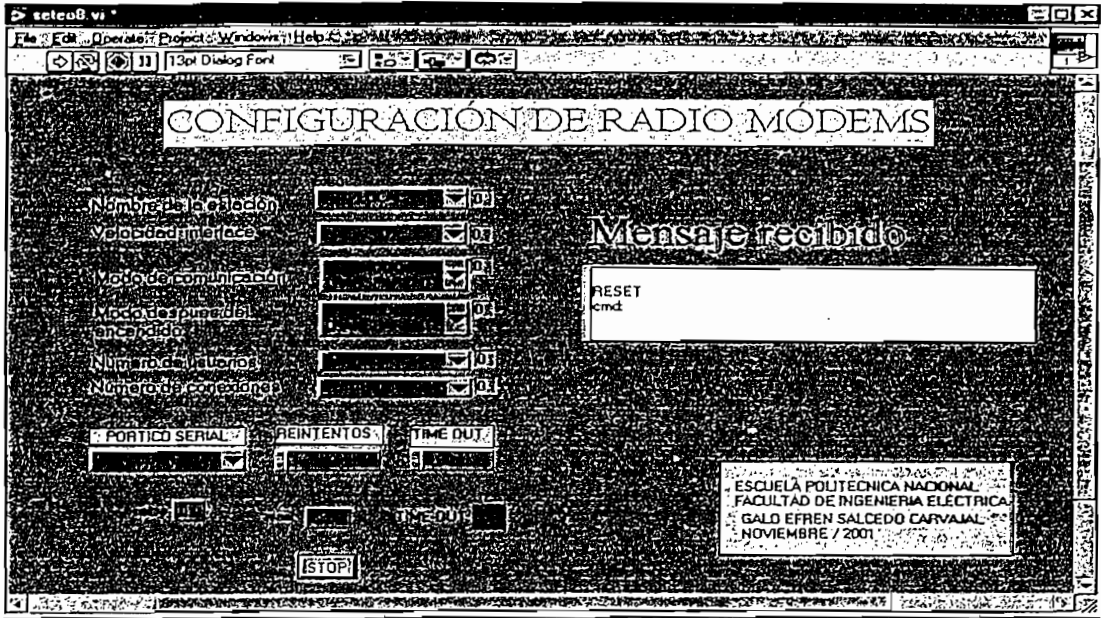 seteo8.vi *
File Edit Operate Project Windows Help
13pt Dialog Font
CONFIGURACIÓN DE RADIO MÓDEMS
Nombre de la estación
Velocidad interface
Modo de comunicación
Modo despues del
encendido
Número de usuarios
Número de conexiones
Mensaje recibido
RESET
cmd:
PORTICO SERIAL
REINTENTOS
TIME OUT
TIME OUT
STOP
ESCUELA POLITECNICA NACIONAL
FACULTAD DE INGENIERIA ELECTRICA
GALO EFREN SALCEDO CARVAJAL
NOVIEMBRE / 2001